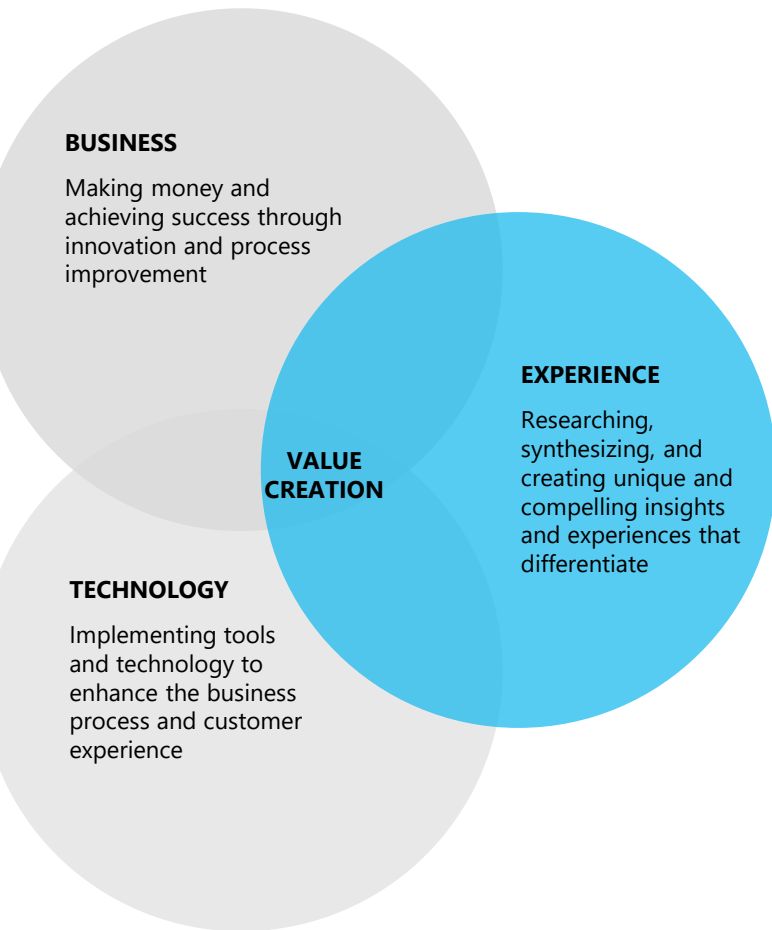 BUSINESS
Making money and
achieving success through
innovation and process
improvement
EXPERIENCE
Researching,
synthesizing, and
creating unique and
compelling insights
and experiences that
differentiate
VALUE
CREATION
TECHNOLOGY
Implementing tools
and technology to
enhance the business
process and customer
experience